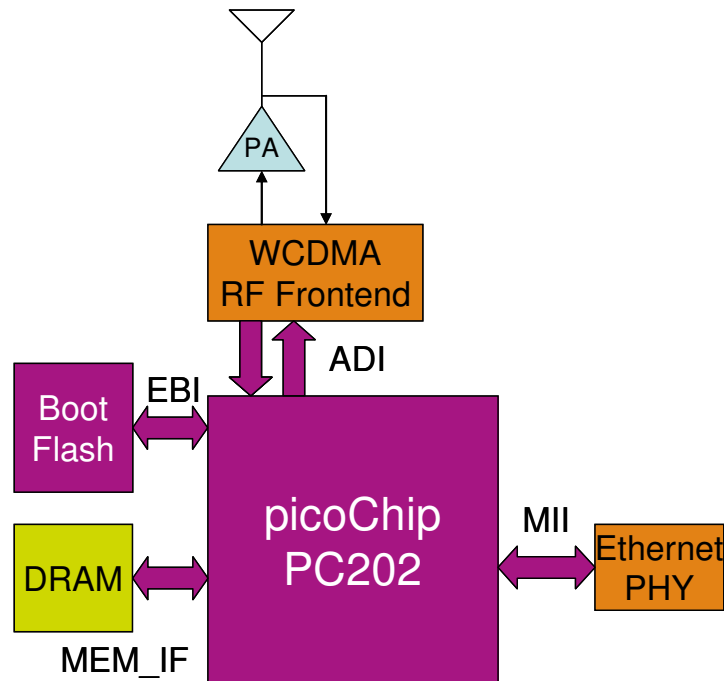 PA
WCDMA
RF Frontend
ADI
EBI
Boot
Flash
picoChip
PC202
MII
Ethernet
PHY
DRAM
MEM_IF